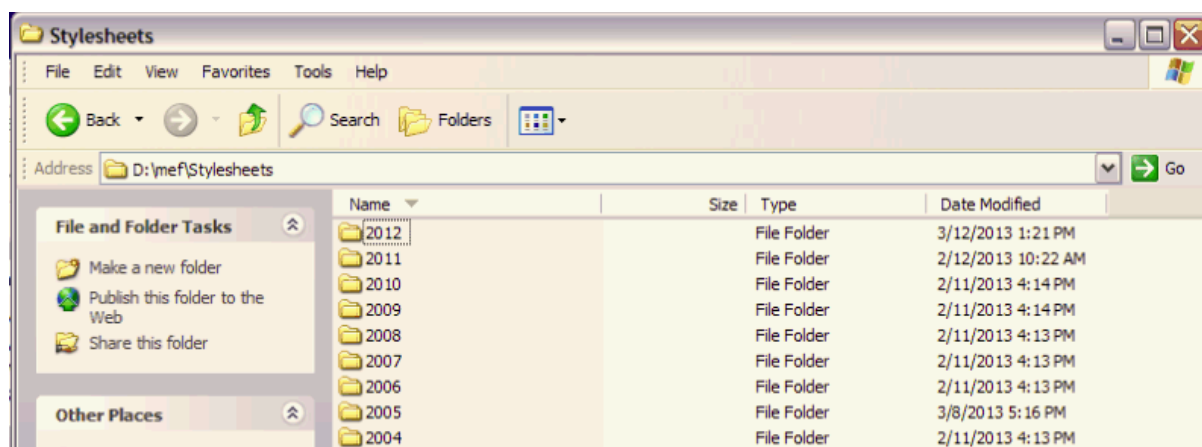 Stylesheets
File Edit View Favorites Tools Help
Back Search Folders
Address D:\mef\Stylesheets Go
File and Folder Tasks
Make a new folder
Publish this folder to the
Web
Share this folder
Other Places
Name Size Type Date Modified
2012 File Folder 3/12/2013 1:21 PM
2011 File Folder 2/12/2013 10:22 AM
2010 File Folder 2/11/2013 4:14 PM
2009 File Folder 2/11/2013 4:14 PM
2008 File Folder 2/11/2013 4:13 PM
2007 File Folder 2/11/2013 4:13 PM
2006 File Folder 2/11/2013 4:13 PM
2005 File Folder 3/8/2013 5:16 PM
2004 File Folder 2/11/2013 4:13 PM